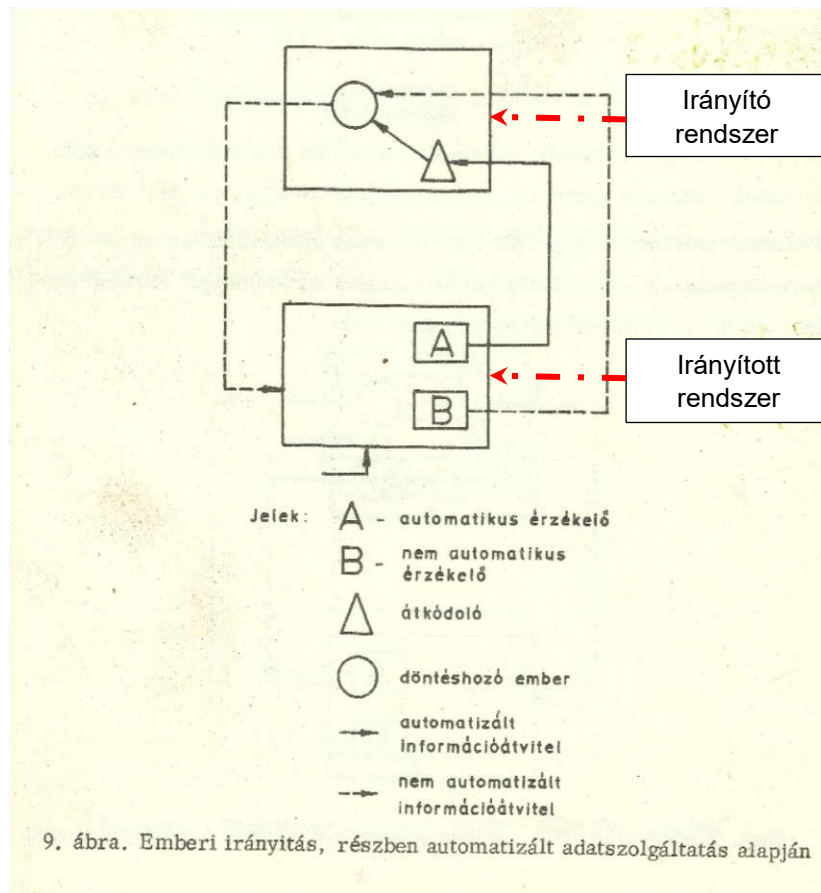 Irányító
rendszer
A
Irányított
rendszer
B
Jelek: A - automatikus érzékelő
B - nem automatikus
érzékelő
átkódoló
döntéshozó ember
automatizált
információátvitel
nem automatizált
információátvitel
9. ábra. Emberi irányitás, részben automatizált adatszolgáltatás alapján